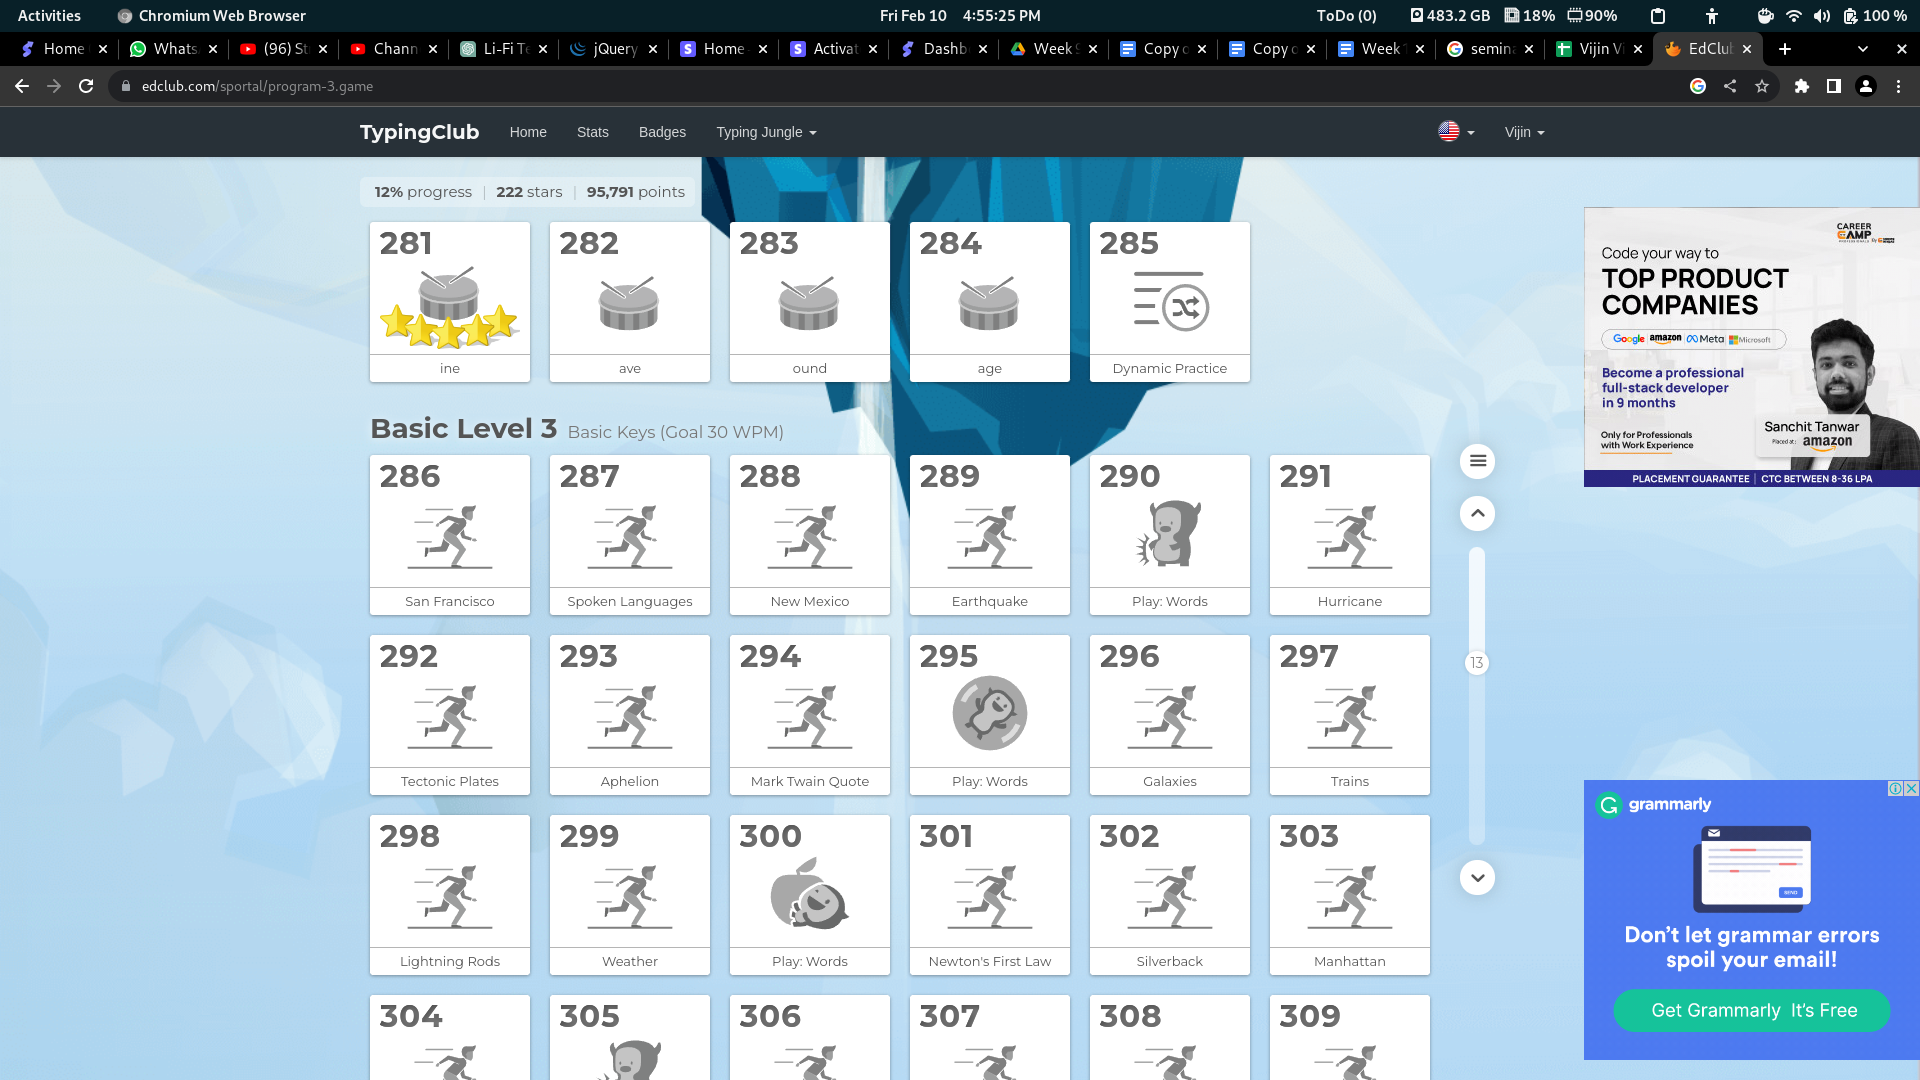 Activities Chromium Web Browser Fri Feb 10 4:55:25 PM ToDo (0) 483.2 GB 18% 90% 100 %
Home Whats (96) St Chann Li-Fi Te jQuery Home Activat Dashb Week Copy o Copy o Week semina Vijin Vi EdClub
edclub.com/sportal/program-3.game
TypingClub Home Stats Badges Typing Jungle Vijin
12% progress | 222 stars | 95,791 points
281 282 283 284 285
ine ave ound age Dynamic Practice
Basic Level 3 Basic Keys (Goal 30 WPM)
286 287 288 289 290 291
San Francisco Spoken Languages New Mexico Earthquake Play: Words Hurricane
292 293 294 295 296 297
Tectonic Plates Aphelion Mark Twain Quote Play: Words Galaxies Trains
298 299 300 301 302 303
Lightning Rods Weather Play: Words Newton's First Law Silverback Manhattan
304 305 306 307 308 309
13
CAREER
CAMP
Code your way to
TOP PRODUCT
COMPANIES
Google amazon Meta Microsoft
Become a professional
full-stack developer
in 9 months
Only for Professionals
with Work Experience
Sanchit Tanwar
Placed at: amazon
PLACEMENT GUARANTEE | CTC BETWEEN 8-36 LPA
grammarly
SEND
Don't let grammar errors
spoil your email!
Get Grammarly It's Free